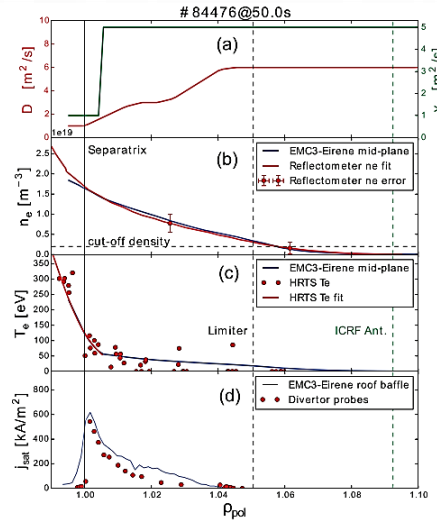 #84476@50.0s
(a)
D [m²/s]
8
6
4
2
0
5
4
3
2
1
0
[m²/s]
1e19
Separatrix
(b)
EMC3-Eirene mid-plane
Reflectometer ne fit
Reflectometer ne error
nₑ [m⁻³]
2.5
2.0
1.5
1.0
0.5
0.0
cut-off density
(c)
EMC3-Eirene mid-plane
HRTS Te
HRTS Te fit
Tₑ [eV]
350
300
250
200
150
100
50
0
Limiter
ICRF Ant.
(d)
EMC3-Eirene roof baffle
Divertor probes
j_sat [kA/m²]
800
600
400
200
0
1.00
1.02
1.04
1.06
1.08
1.10
ρ_pol